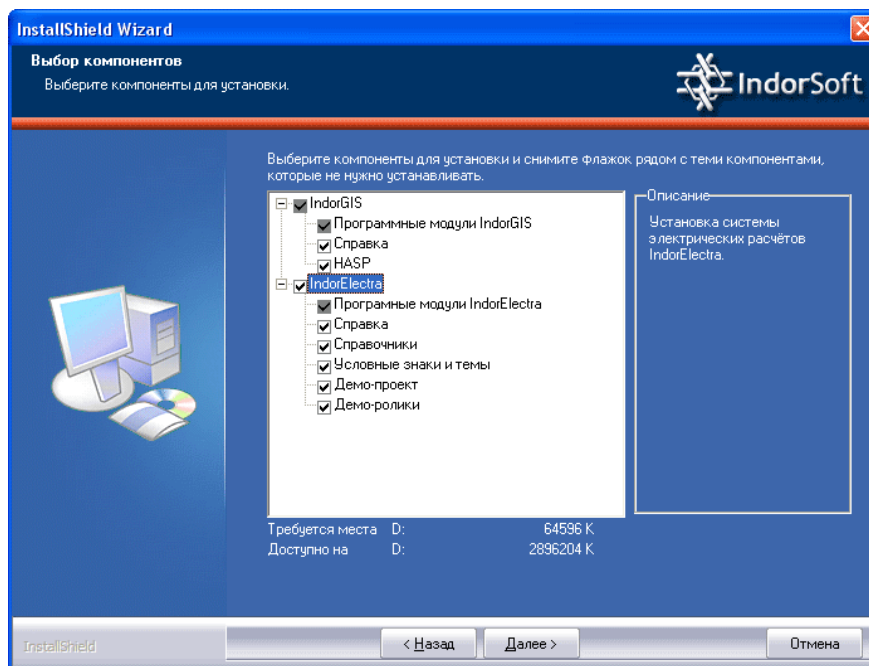 InstallShield Wizard
Выбор компонентов
Выберите компоненты для установки.
IndorSoft
Выберите компоненты для установки и снимите флажок рядом с теми компонентами,
которые не нужно устанавливать.
IndorGIS
Программные модули IndorGIS
Справка
HASP
IndorElectra
Програмные модули IndorElectra
Справка
Справочники
Условные знаки и темы
Демо-проект
Демо-ролики
Описание
Установка системы
электрических расчётов
IndorElectra.
Требуется места D: 64596 K
Доступно на D: 2896204 K
InstallShield
< Назад
Далее >
Отмена